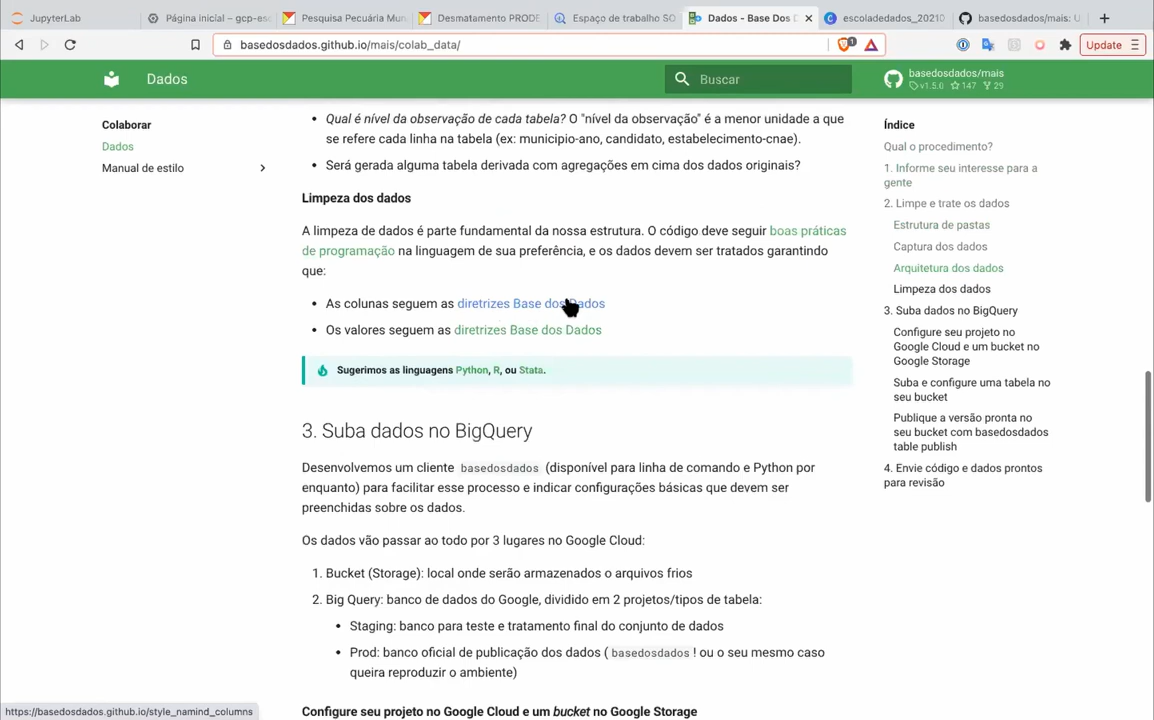 JupyterLab
Página inicial – gcp-es
Pesquisa Pecuária Mun
Desmatamento PRODE
Espaço de trabalho SQ
Dados - Base Dos D
escoladedados_20210
basedosdados/mais: U
basedosdados.github.io/mais/colab_data/
1
Update
Dados
Buscar
basedosdados/mais
v1.5.6 147 29
Colaborar
Dados
Manual de estilo
Qual é nível da observação de cada tabela? O "nível da observação" é a menor unidade a que
se refere cada linha na tabela (ex: municipio-ano, candidato, estabelecimento-cnae).
Será gerada alguma tabela derivada com agregações em cima dos dados originais?
Limpeza dos dados
A limpeza de dados é parte fundamental da nossa estrutura. O código deve seguir boas práticas
de programação na linguagem de sua preferência, e os dados devem ser tratados garantindo
que:
As colunas seguem as diretrizes Base dos Dados
Os valores seguem as diretrizes Base dos Dados
Sugerimos as linguagens Python, R, ou Stata.
3. Suba dados no BigQuery
Desenvolvemos um cliente basedosdados (disponível para linha de comando e Python por
enquanto) para facilitar esse processo e indicar configurações básicas que devem ser
preenchidas sobre os dados.
Os dados vão passar ao todo por 3 lugares no Google Cloud:
1. Bucket (Storage): local onde serão armazenados o arquivos frios
2. Big Query: banco de dados do Google, dividido em 2 projetos/tipos de tabela:
Staging: banco para teste e tratamento final do conjunto de dados
Prod: banco oficial de publicação dos dados ( basedosdados ! ou o seu mesmo caso
queira reproduzir o ambiente)
Configure seu projeto no Google Cloud e um bucket no Google Storage
Índice
Qual o procedimento?
1. Informe seu interesse para a
gente
2. Limpe e trate os dados
Estrutura de pastas
Captura dos dados
Arquitetura dos dados
Limpeza dos dados
3. Suba dados no BigQuery
Configure seu projeto no
Google Cloud e um bucket no
Google Storage
Suba e configure uma tabela no
seu bucket
Publique a versão pronta no
seu bucket com basedosdados
table publish
4. Envie código e dados prontos
para revisão
https://basedosdados.github.io/style_namind_columns